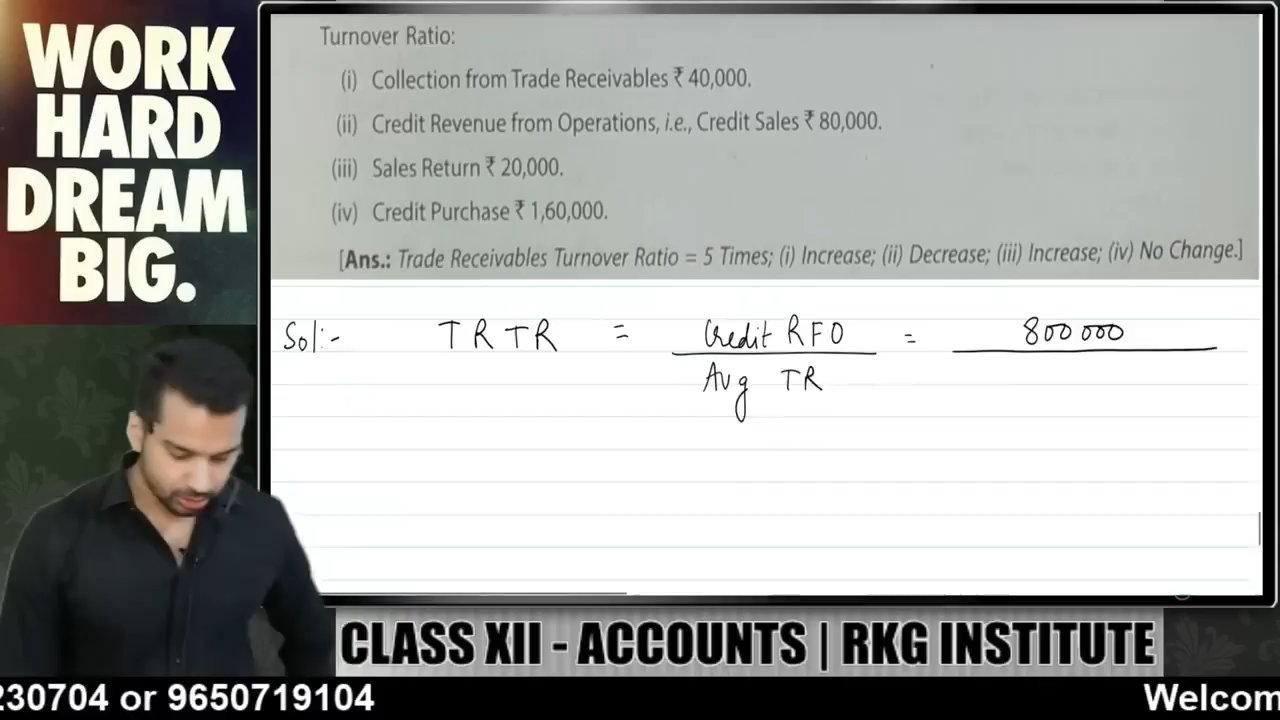 WORK
HARD
DREAM
BIG.
Turnover Ratio:
(i) Collection from Trade Receivables ₹ 40,000.
(ii) Credit Revenue from Operations, i.e., Credit Sales ₹ 80,000.
(iii) Sales Return ₹ 20,000.
(iv) Credit Purchase ₹ 1,60,000.
[Ans.: Trade Receivables Turnover Ratio = 5 Times; (i) Increase; (ii) Decrease; (iii) Increase; (iv) No Change.]
Sol:- TRTR = Credit RFO = 800000
Avg TR
CLASS XII - ACCOUNTS | RKG INSTITUTE
230704 or 9650719104 Welcom